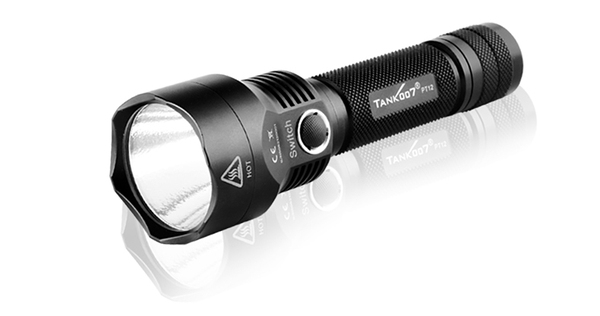 TANK007® PT12
Switch
CE
HOT